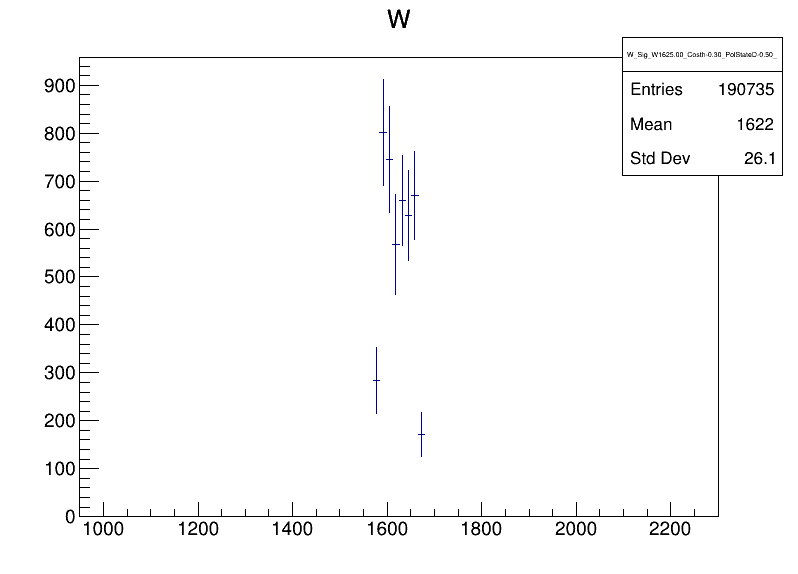 W
W_Sig_W1625.00_Costh-0.30_PolStateD-0.50_
Entries 190735
Mean 1622
Std Dev 26.1
900
800
700
600
500
400
300
200
100
0
1000 1200 1400 1600 1800 2000 2200